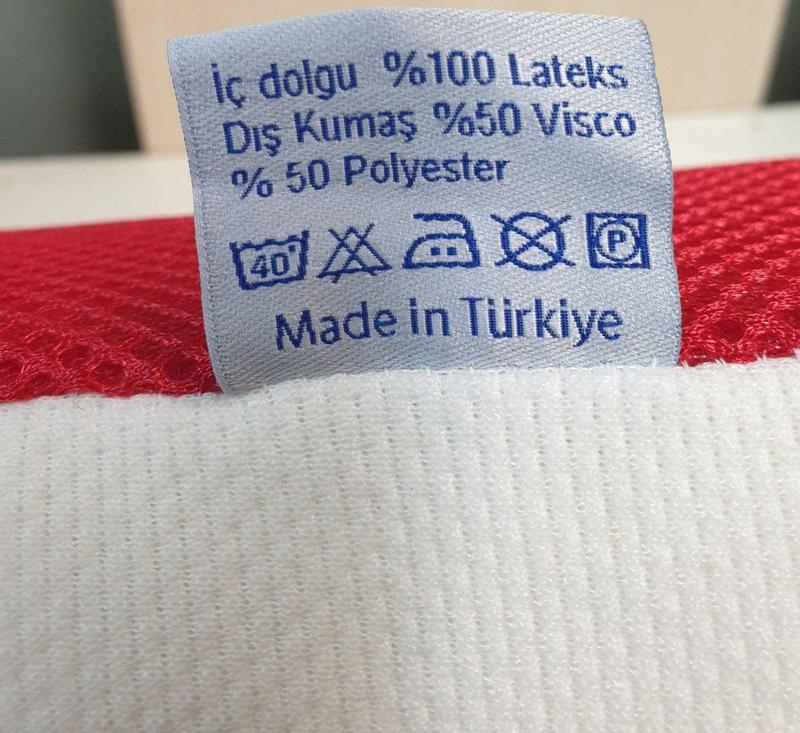 İç dolgu %100 Lateks
Dış Kumaş %50 Visco
% 50 Polyester
40° P
Made in Türkiye